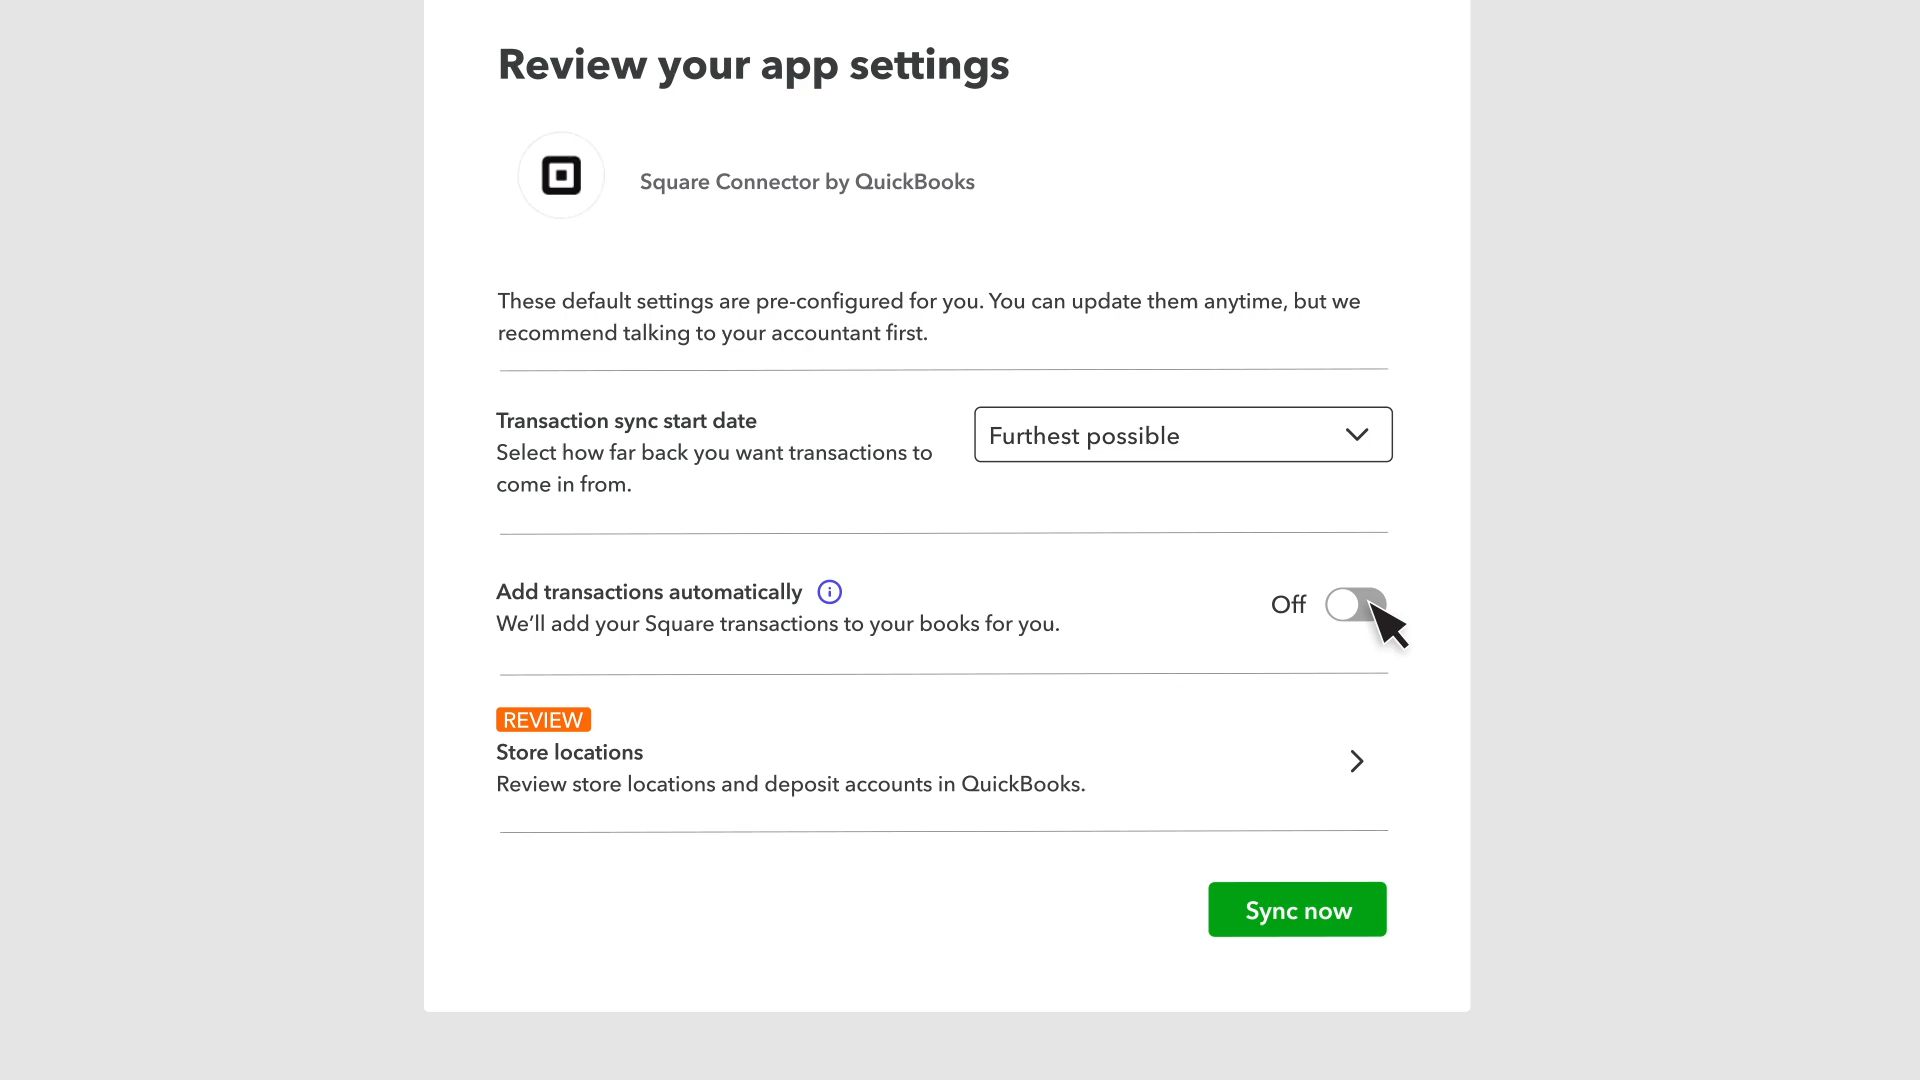 Review your app settings
Square Connector by QuickBooks
These default settings are pre-configured for you. You can update them anytime, but we
recommend talking to your accountant first.
Transaction sync start date
Select how far back you want transactions to
come in from.
Furthest possible
Add transactions automatically
We’ll add your Square transactions to your books for you.
Off
REVIEW
Store locations
Review store locations and deposit accounts in QuickBooks.
Sync now